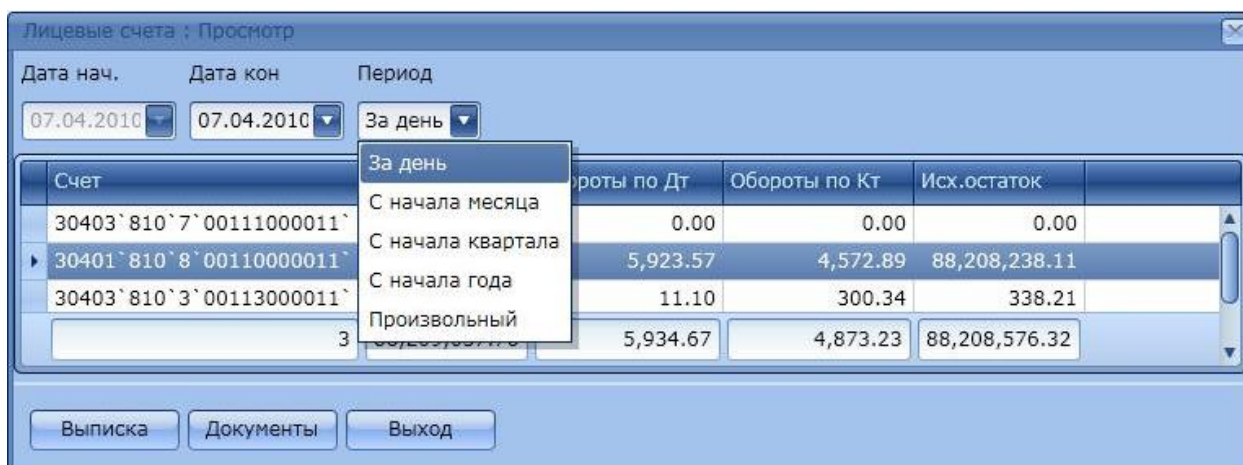 Лицевые счета : Просмотр
Дата нач. Дата кон Период
07.04.2010 07.04.2010 За день
За день
С начала месяца
С начала квартала
С начала года
Произвольный
Счет по Дт Обороты по Кт Исх.остаток
30403`810`7`00111000011` 0.00 0.00 0.00
30401`810`8`00110000011` 5,923.57 4,572.89 88,208,238.11
30403`810`3`00113000011` 11.10 300.34 338.21
3 5,934.67 4,873.23 88,208,576.32
Выписка Документы Выход